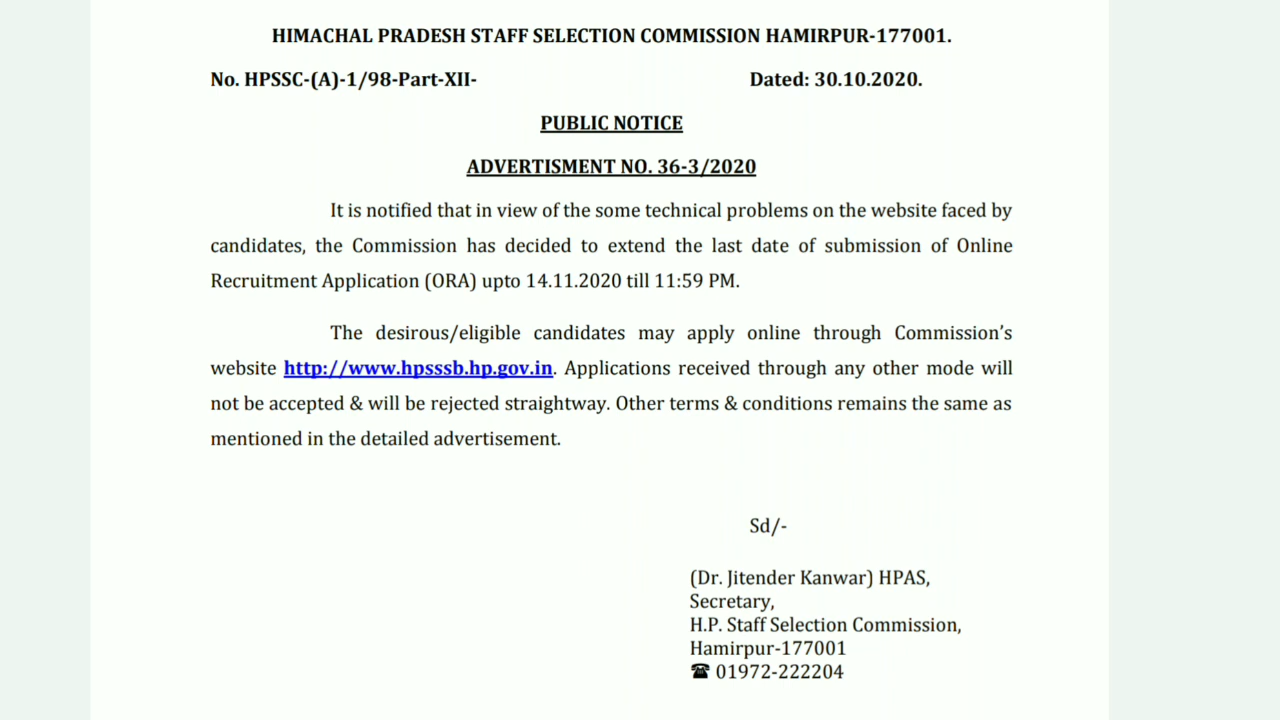 HIMACHAL PRADESH STAFF SELECTION COMMISSION HAMIRPUR-177001.
No. HPSSC-(A)-1/98-Part-XII- Dated: 30.10.2020.
PUBLIC NOTICE
ADVERTISMENT NO. 36-3/2020
It is notified that in view of the some technical problems on the website faced by
candidates, the Commission has decided to extend the last date of submission of Online
Recruitment Application (ORA) upto 14.11.2020 till 11:59 PM.
The desirous/eligible candidates may apply online through Commission's
website http://www.hpsssb.hp.gov.in. Applications received through any other mode will
not be accepted & will be rejected straightway. Other terms & conditions remains the same as
mentioned in the detailed advertisement.
Sd/-
(Dr. Jitender Kanwar) HPAS,
Secretary,
H.P. Staff Selection Commission,
Hamirpur-177001
☎ 01972-222204